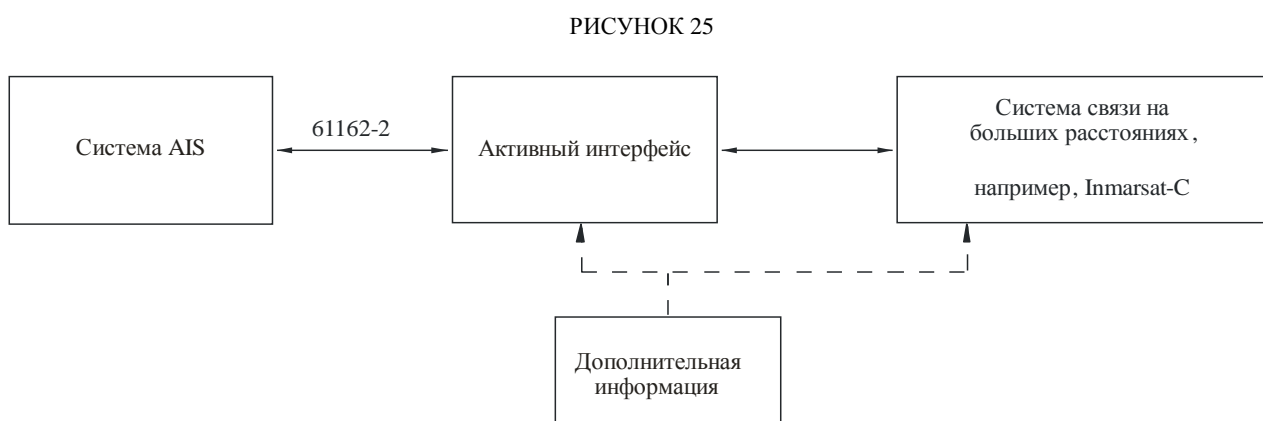 РИСУНОК 25
Система AIS
61162-2
Активный интерфейс
Система связи на
больших расстояниях,
например, Inmarsat-C
Дополнительная
информация